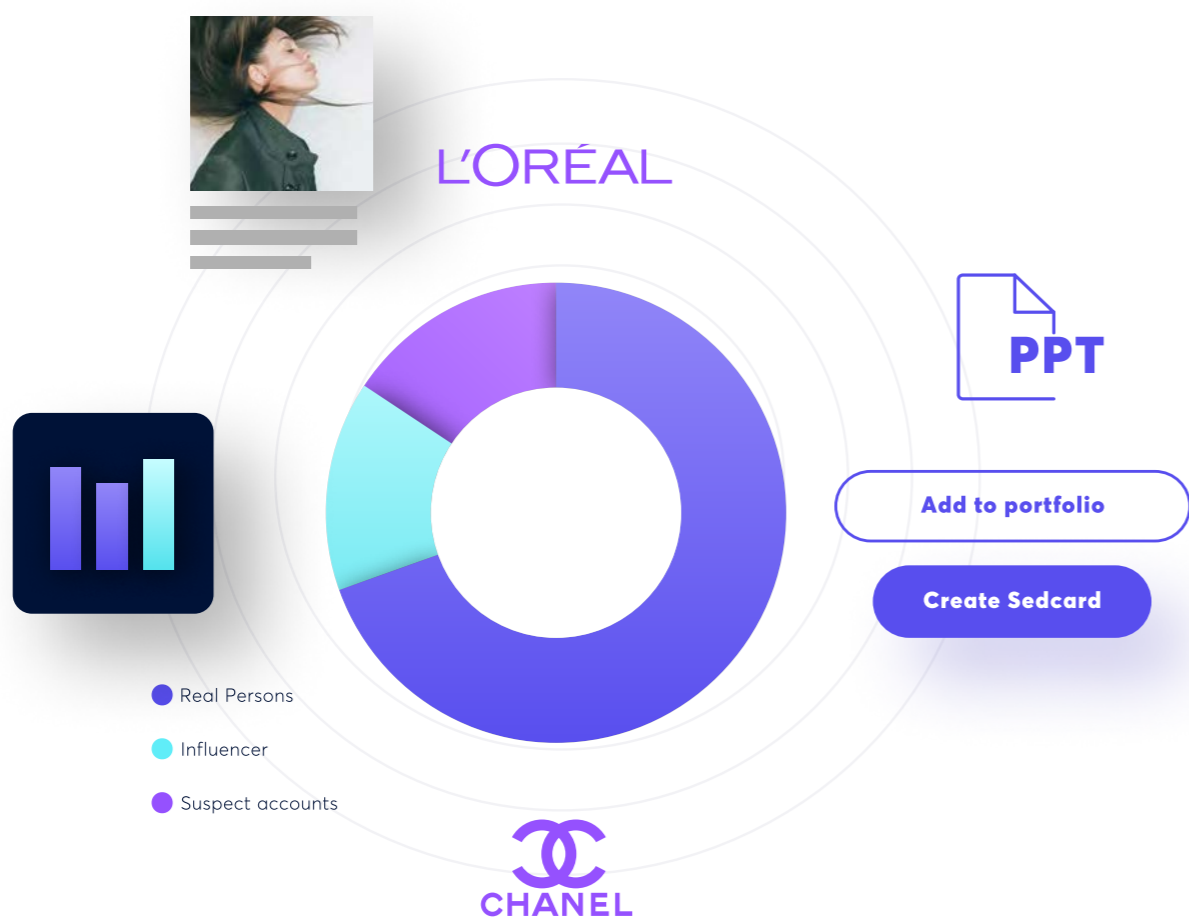 L'ORÉAL
PPT
Add to portfolio
Create Sedcard
Real Persons
Influencer
Suspect accounts
CHANEL